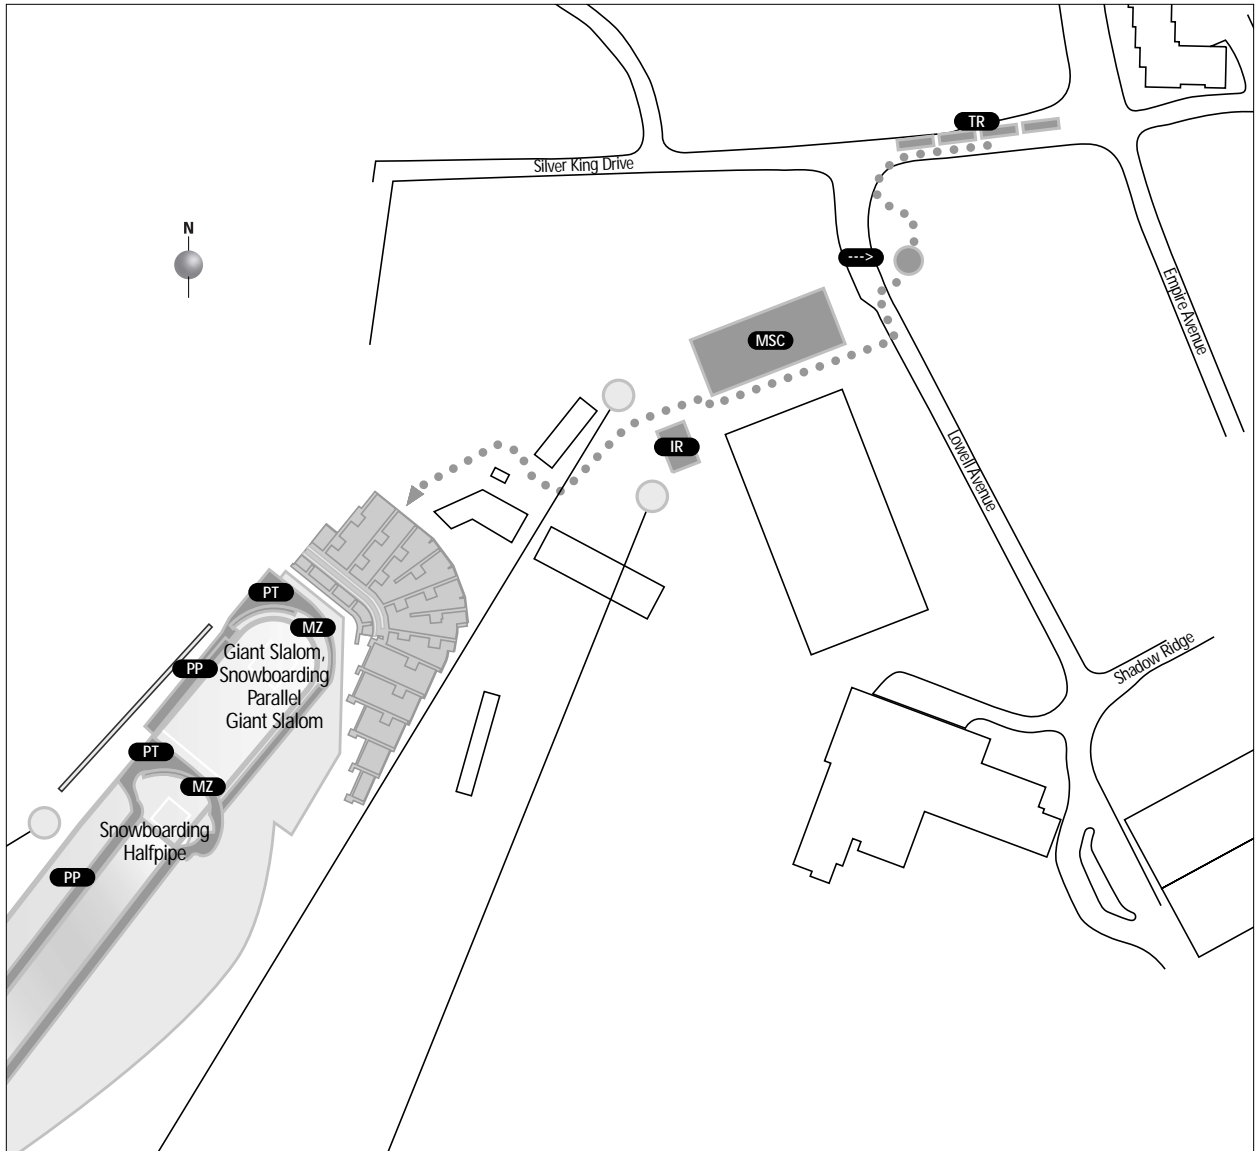 TR
Silver King Drive
N
--->
Empire Avenue
MSC
IR
Lowell Avenue
PT
MZ
Giant Slalom,
PP
Snowboarding
Parallel
Giant Slalom
Shadow Ridge
PT
MZ
Snowboarding
Halfpipe
PP